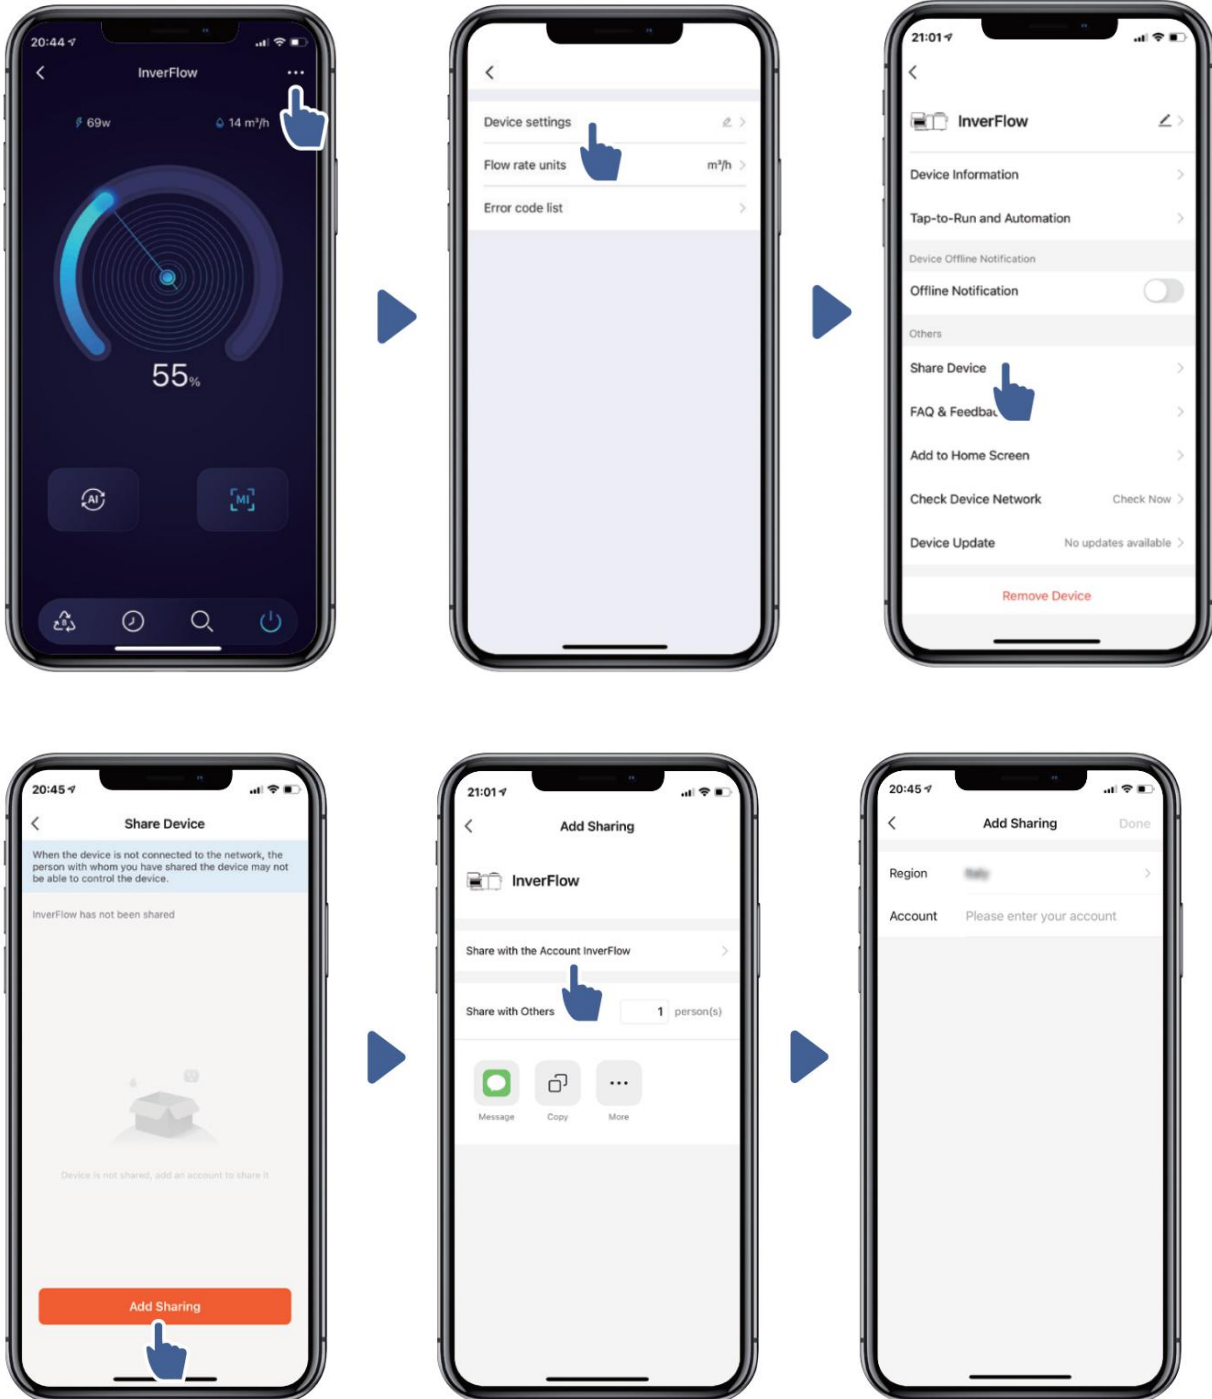 20:44
InverFlow
69w
14 m³/h
55%
AI
MI
8
Device settings
Flow rate units m³/h
Error code list
21:01
InverFlow
Device Information
Tap-to-Run and Automation
Device Offline Notification
Offline Notification
Others
Share Device
FAQ & Feedbac
Add to Home Screen
Check Device Network Check Now
Device Update No updates available
Remove Device
20:45
Share Device
When the device is not connected to the network, the
person with whom you have shared the device may not
be able to control the device.
InverFlow has not been shared
Device is not shared, add an account to share it
Add Sharing
21:01
Add Sharing
InverFlow
Share with the Account InverFlow
Share with Others 1 person(s)
Message Copy More
20:45
Add Sharing Done
Region
Account Please enter your account